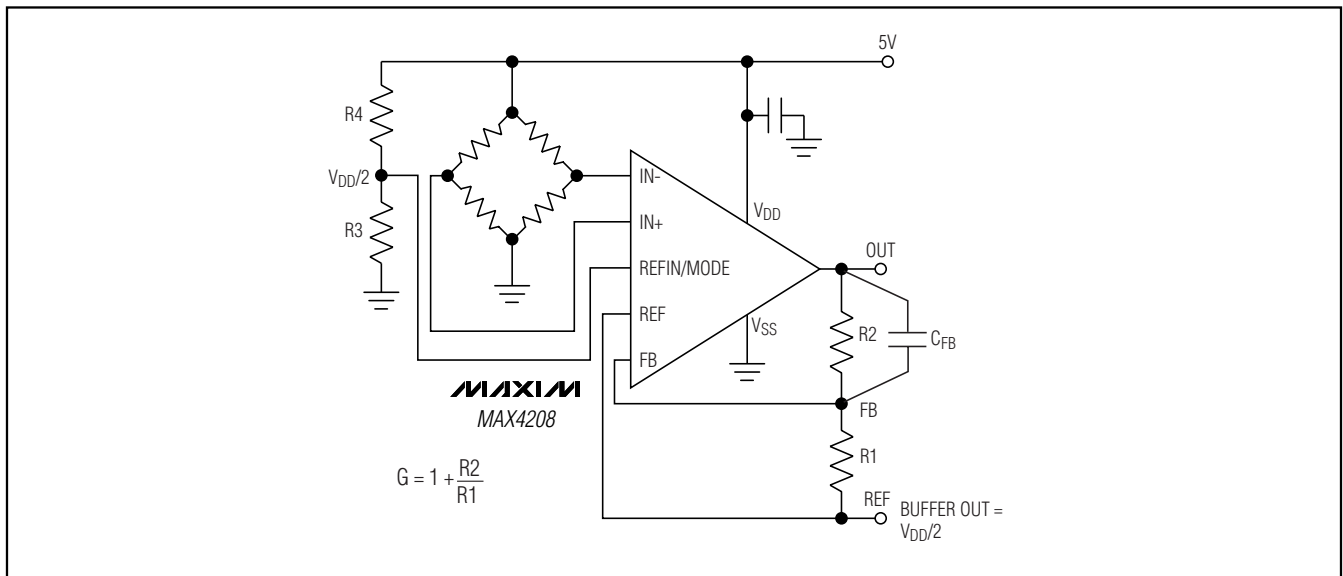 5V
R4
VDD/2
R3
IN-
IN+
REFIN/MODE
REF
FB
VDD
VSS
OUT
R2
CFB
FB
R1
REF
BUFFER OUT =
VDD/2
MAXIM
MAX4208
G = 1 + R2
R1